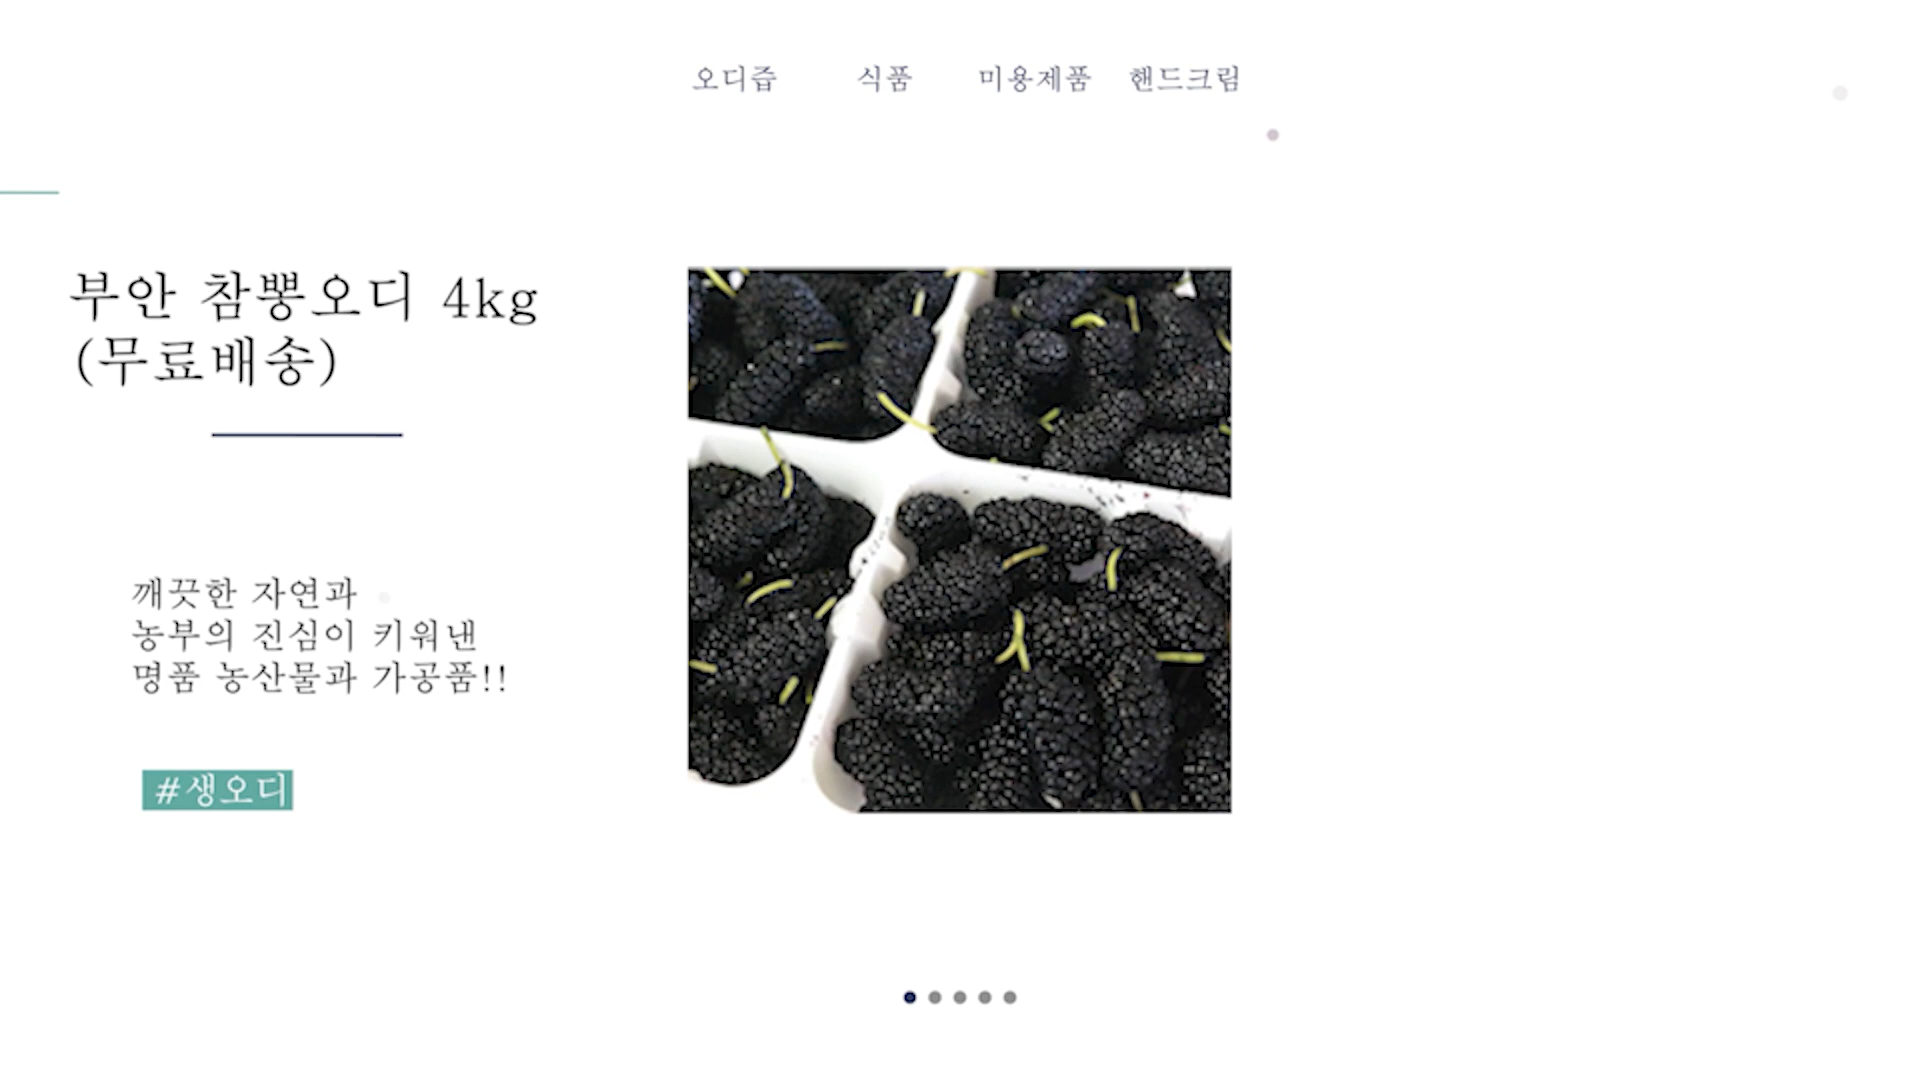 오디즙 식품 미용제품 핸드크림
부안 참뽕오디 4kg
(무료배송)
깨끗한 자연과
농부의 진심이 키워낸
명품 농산물과 가공품!!
#생오디